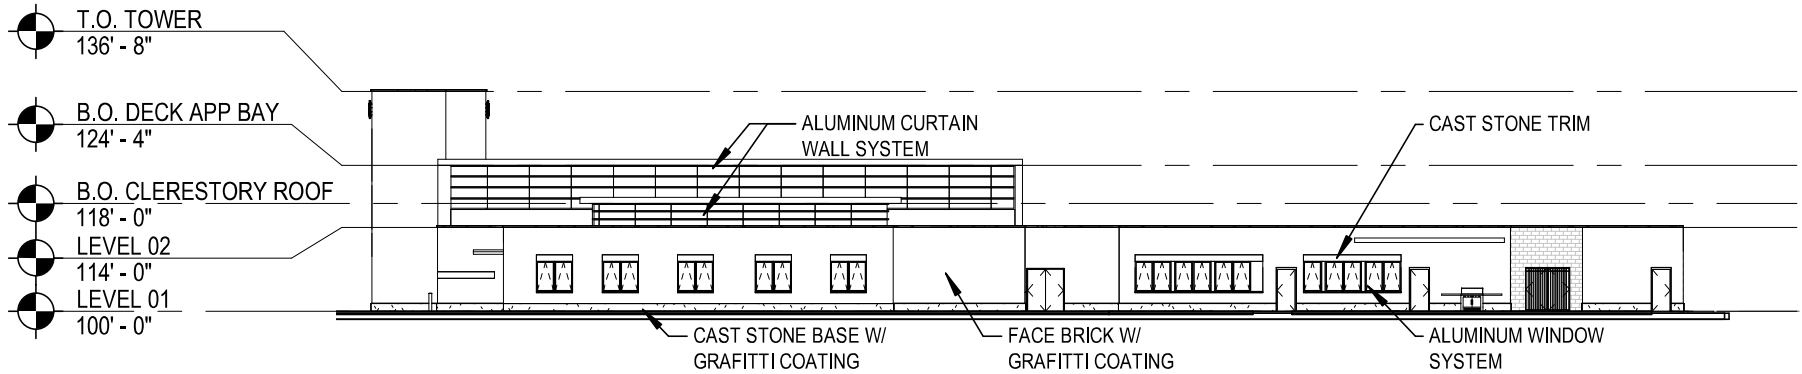 T.O. TOWER
136' - 8"
B.O. DECK APP BAY
124' - 4"
B.O. CLERESTORY ROOF
118' - 0"
LEVEL 02
114' - 0"
LEVEL 01
100' - 0"
ALUMINUM CURTAIN
WALL SYSTEM
CAST STONE TRIM
CAST STONE BASE W/
GRAFITTI COATING
FACE BRICK W/
GRAFITTI COATING
ALUMINUM WINDOW
SYSTEM